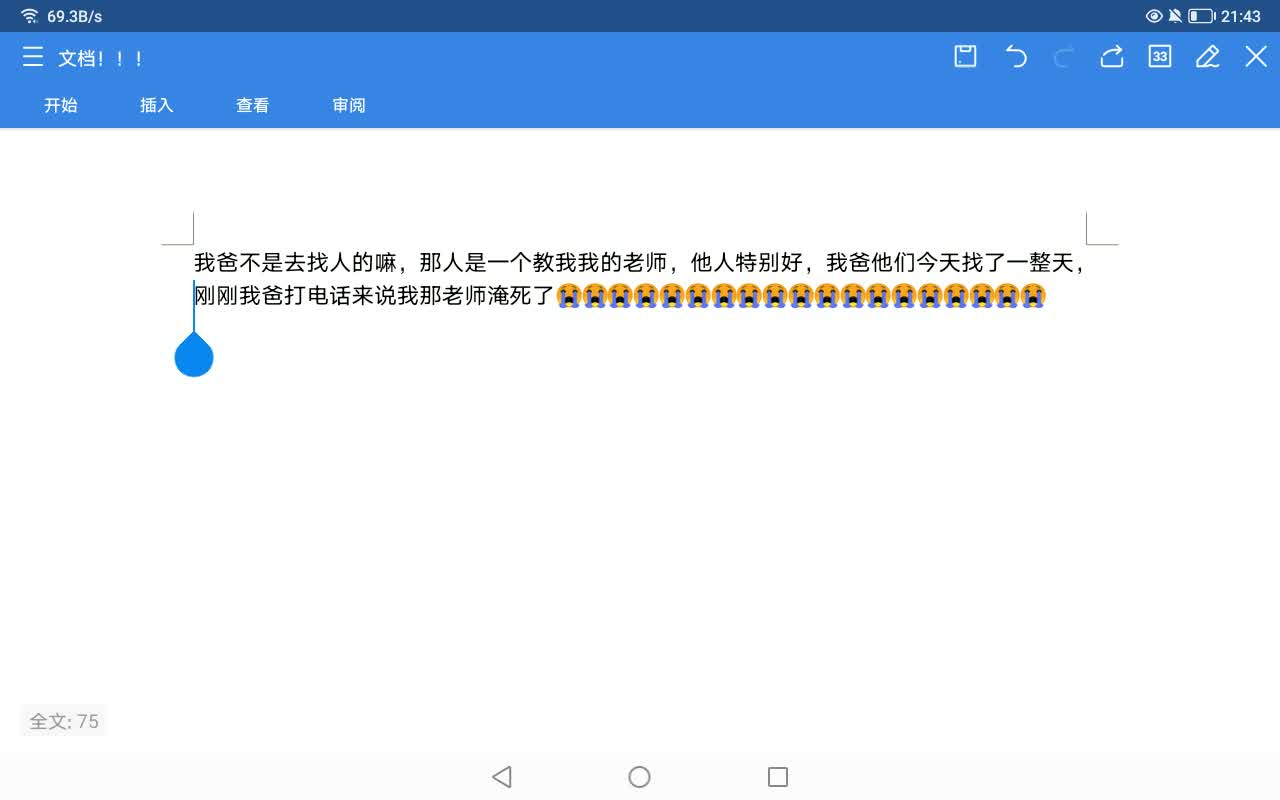 69.3B/s 21:43
文档！！！ 33
开始 插入 查看 审阅
我爸不是去找人的嘛，那人是一个教我我的老师，他人特别好，我爸他们今天找了一整天，
刚刚我爸打电话来说我那老师淹死了😭😭😭😭😭😭😭😭😭😭😭😭😭😭😭😭😭😭😭
全文: 75